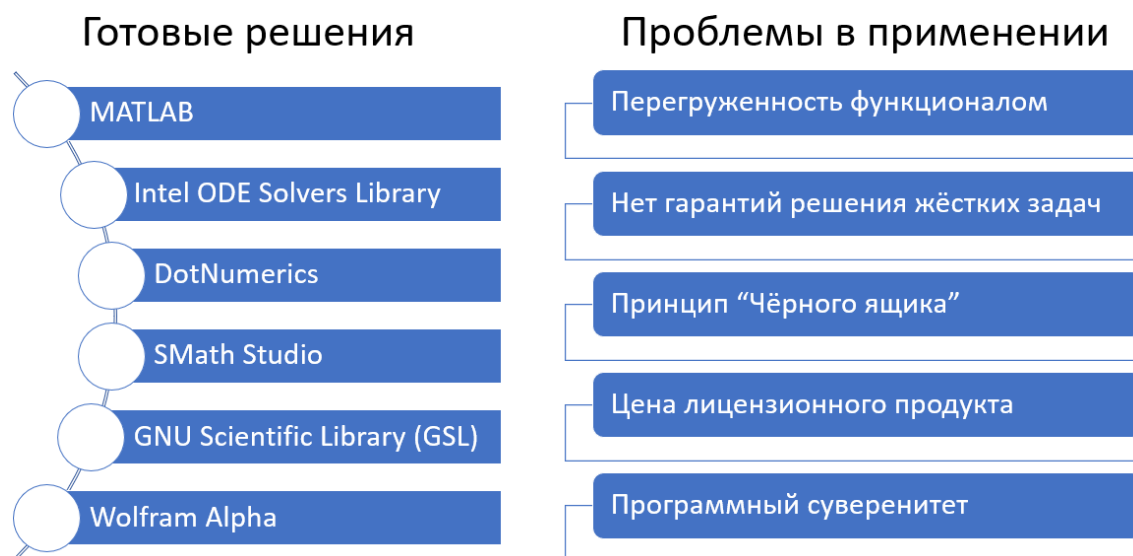 Готовые решения
MATLAB
Intel ODE Solvers Library
DotNumerics
SMath Studio
GNU Scientific Library (GSL)
Wolfram Alpha
Проблемы в применении
Перегруженность функционалом
Нет гарантий решения жёстких задач
Принцип “Чёрного ящика”
Цена лицензионного продукта
Программный суверенитет